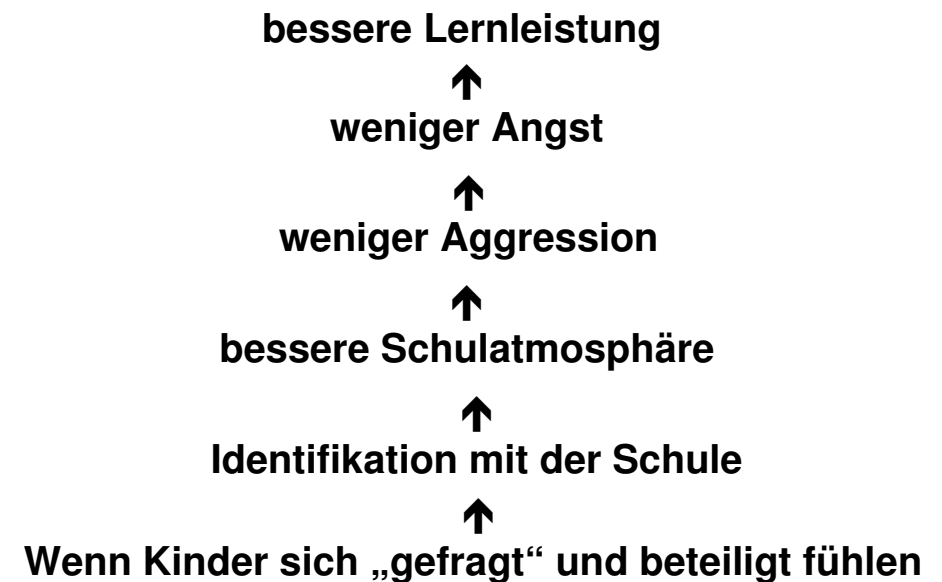 bessere Lernleistung
↑
weniger Angst
↑
weniger Aggression
↑
bessere Schulatmosphäre
↑
Identifikation mit der Schule
↑
Wenn Kinder sich „gefragt“ und beteiligt fühlen